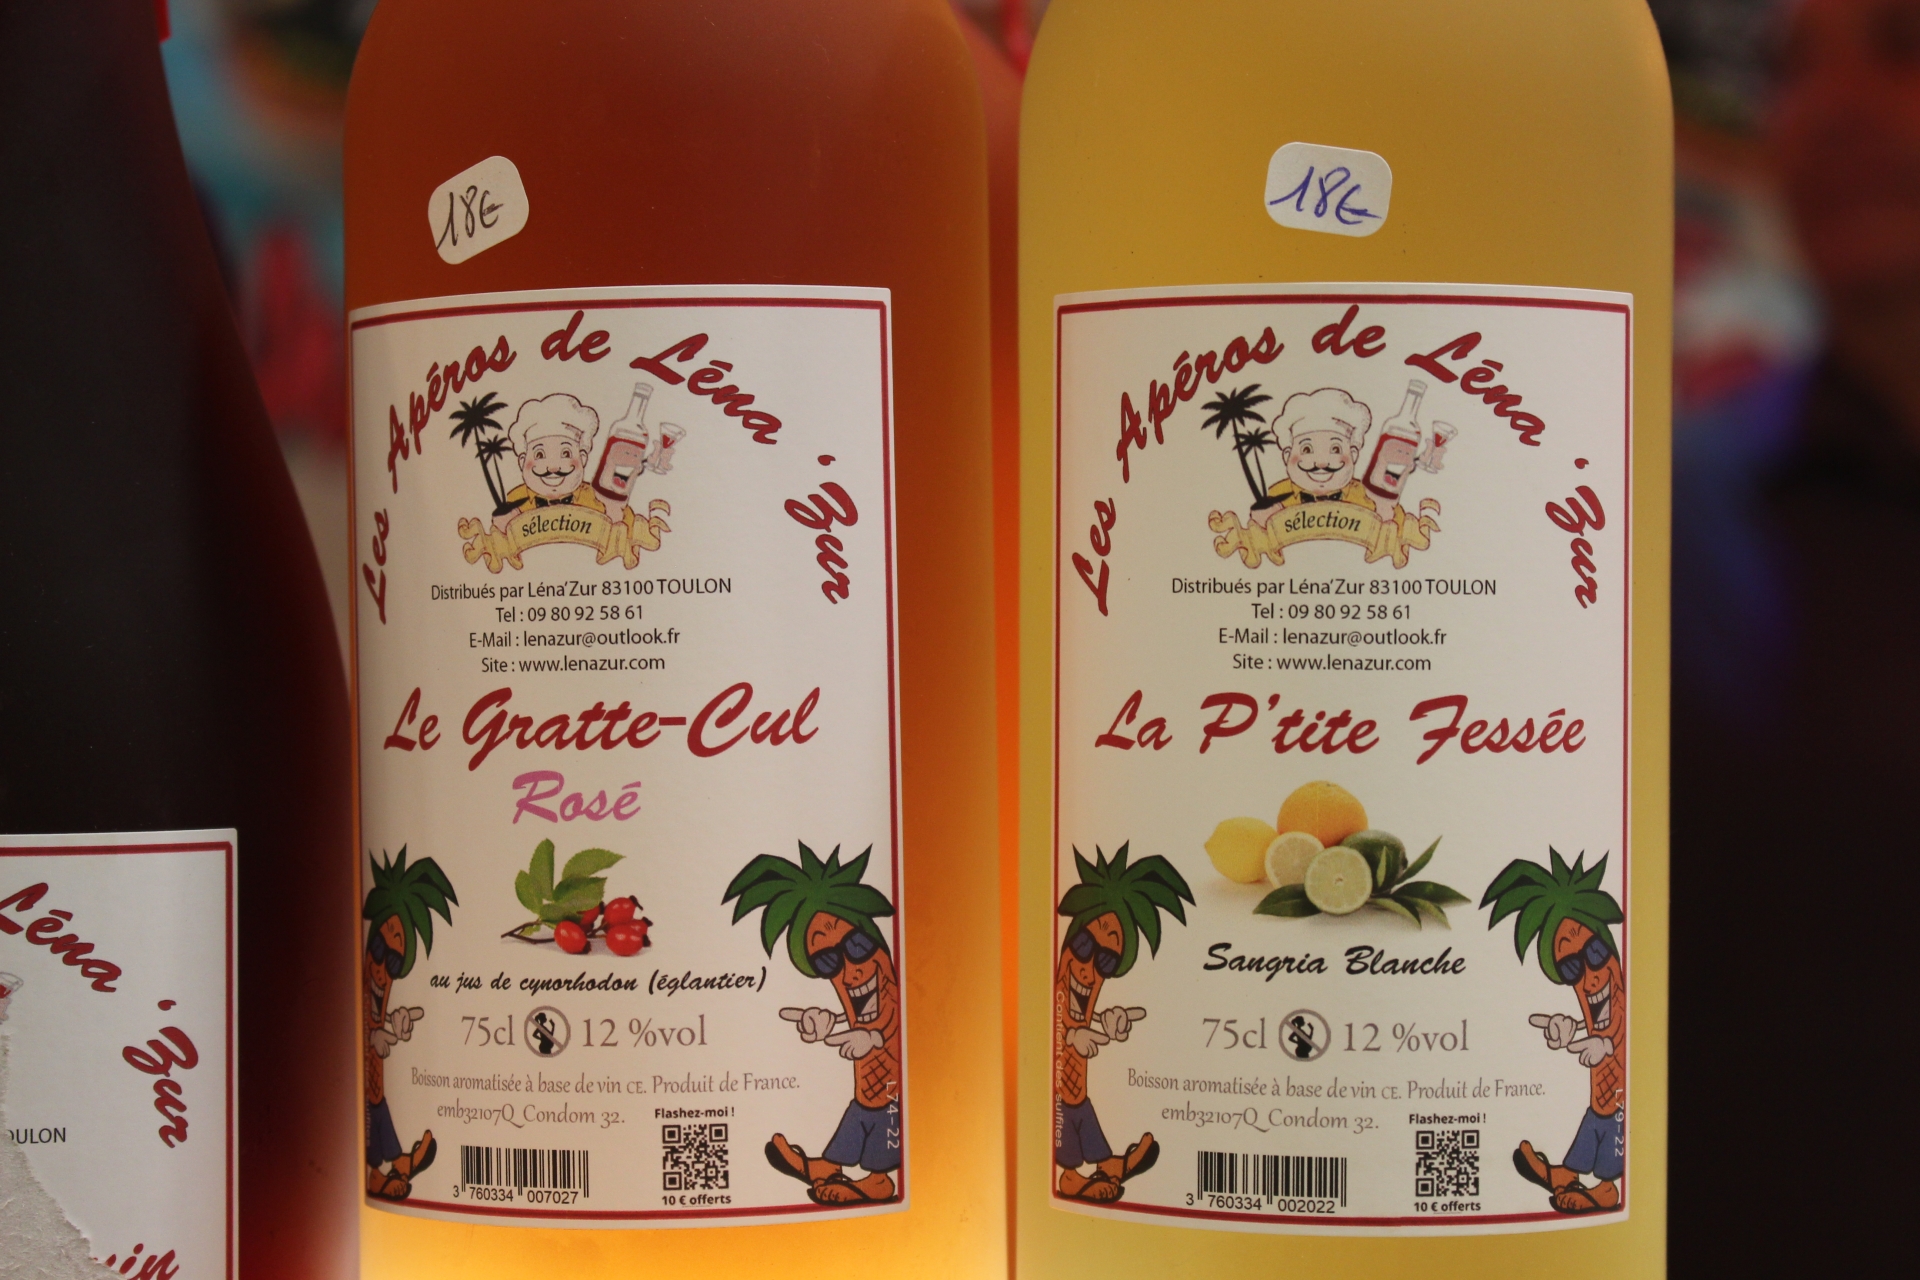 Léna 'Zur
OULON
18€
Les Apéros de Léna 'Zur
sélection
Distribués par Léna'Zur 83100 TOULON
Tel : 09 80 92 58 61
E-Mail : lenazur@outlook.fr
Site : www.lenazur.com
Le Gratte-Cul
Rosé
au jus de cynorhodon (églantier)
75cl 12 %vol
Boisson aromatisée à base de vin CE. Produit de France.
emb32107Q_Condom 32.
Flashez-moi !
10 € offerts
3 760334 007027
L74-22
18€
Les Apéros de Léna 'Zur
sélection
Distribués par Léna'Zur 83100 TOULON
Tel : 09 80 92 58 61
E-Mail : lenazur@outlook.fr
Site : www.lenazur.com
La P'tite Fessée
Sangria Blanche
75cl 12 %vol
Boisson aromatisée à base de vin CE. Produit de France.
emb32107Q_Condom 32.
Flashez-moi !
10 € offerts
3 760334 002022
Contient des sulfites
L79-22